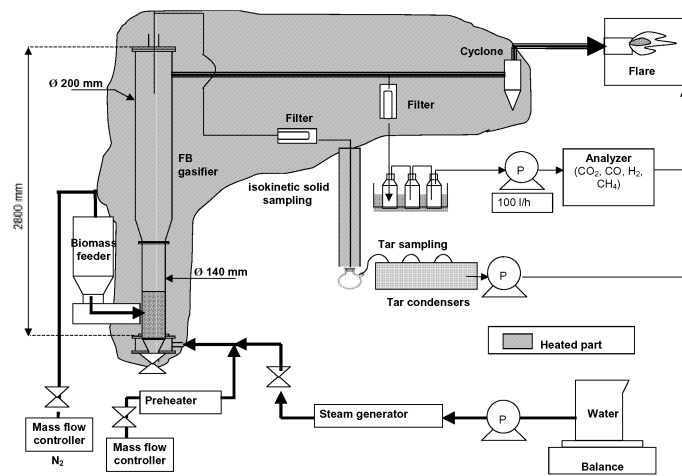 Cyclone
Flare
Ø 200 mm
Filter
Filter
FB
gasifier
isokinetic solid
sampling
2800 mm
P
100 l/h
Analyzer
(CO₂, CO, H₂,
CH₄)
Biomass
feeder
Ø 140 mm
Tar sampling
P
Tar condensers
Heated part
Preheater
Steam generator
P
Water
Mass flow
controller
N₂
Mass flow
controller
Balance